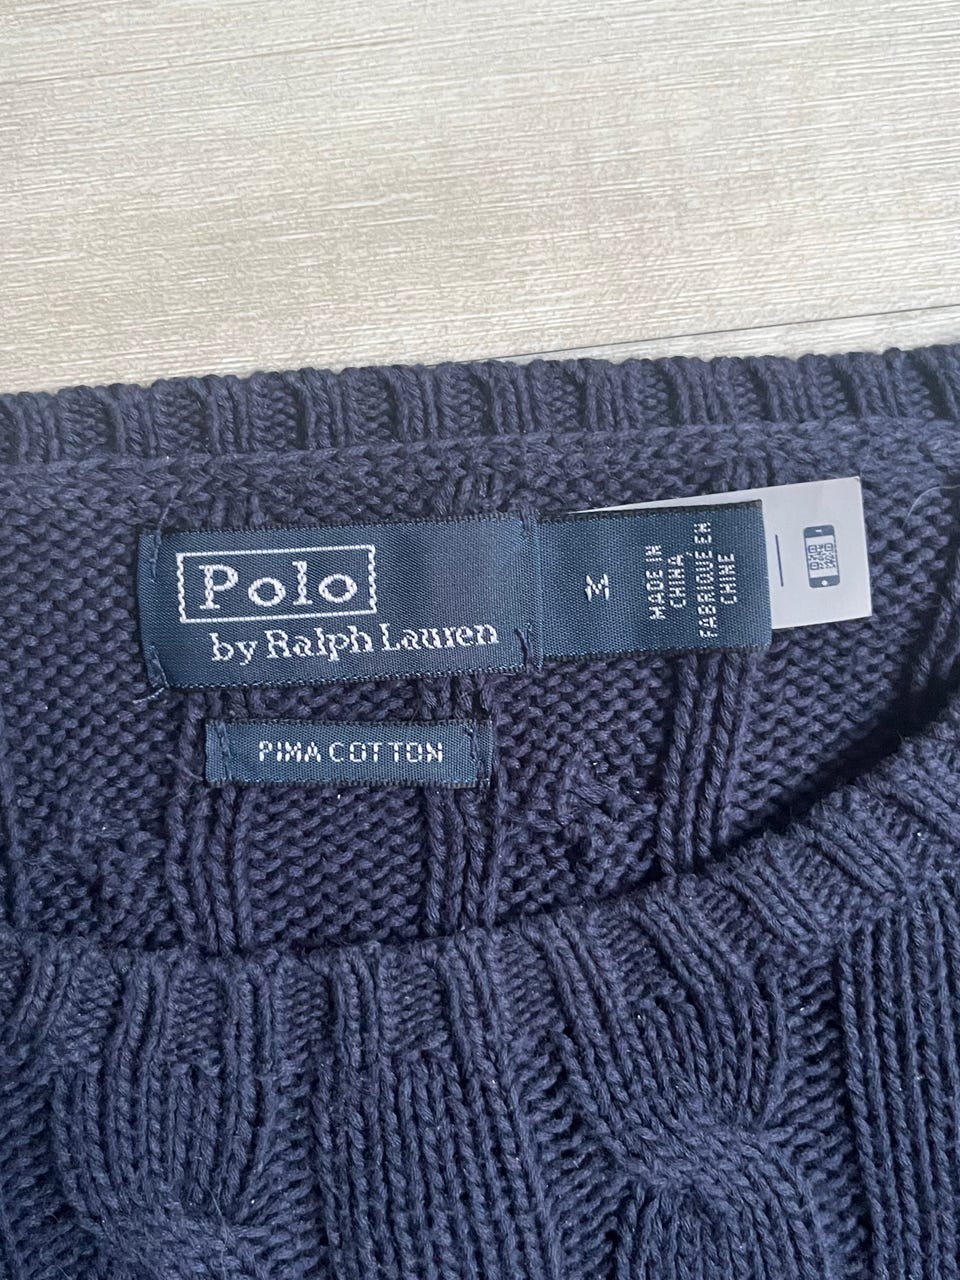 Polo
by Ralph Lauren
M
MADE IN
CHINA
FABRIQUÉ EN
CHINE
PIMA COTTON